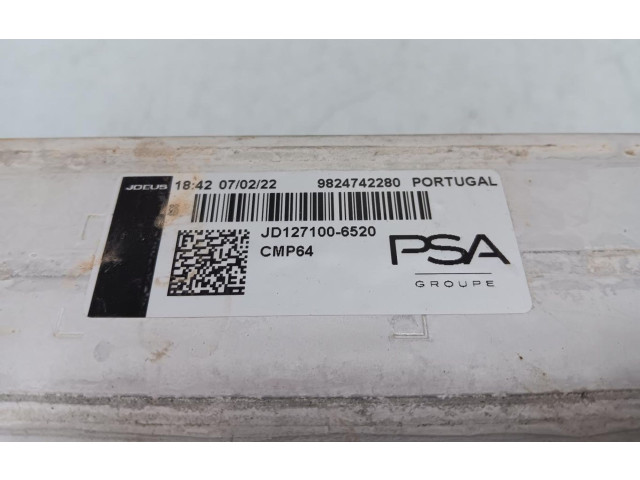 JDEUS 18:42 07/02/22 9824742280 PORTUGAL
JD127100-6520
CMP64
PSA
GROUPE